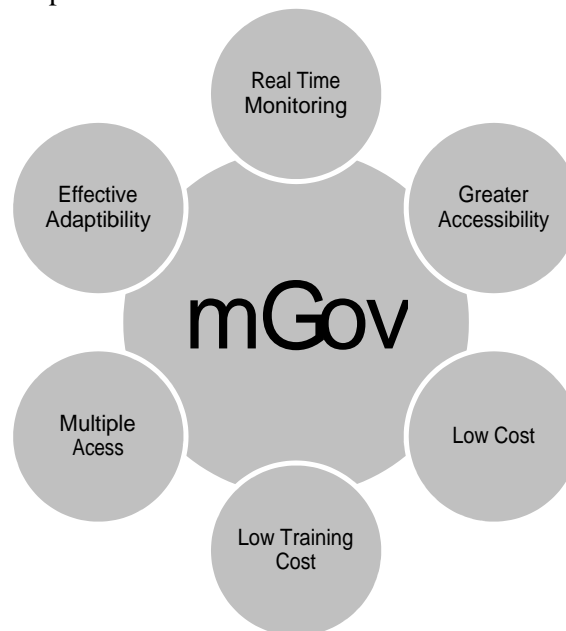 Real Time
Monitoring
Effective
Adaptibility
Greater
Accessibility
mGov
Multiple
Acess
Low Cost
Low Training
Cost